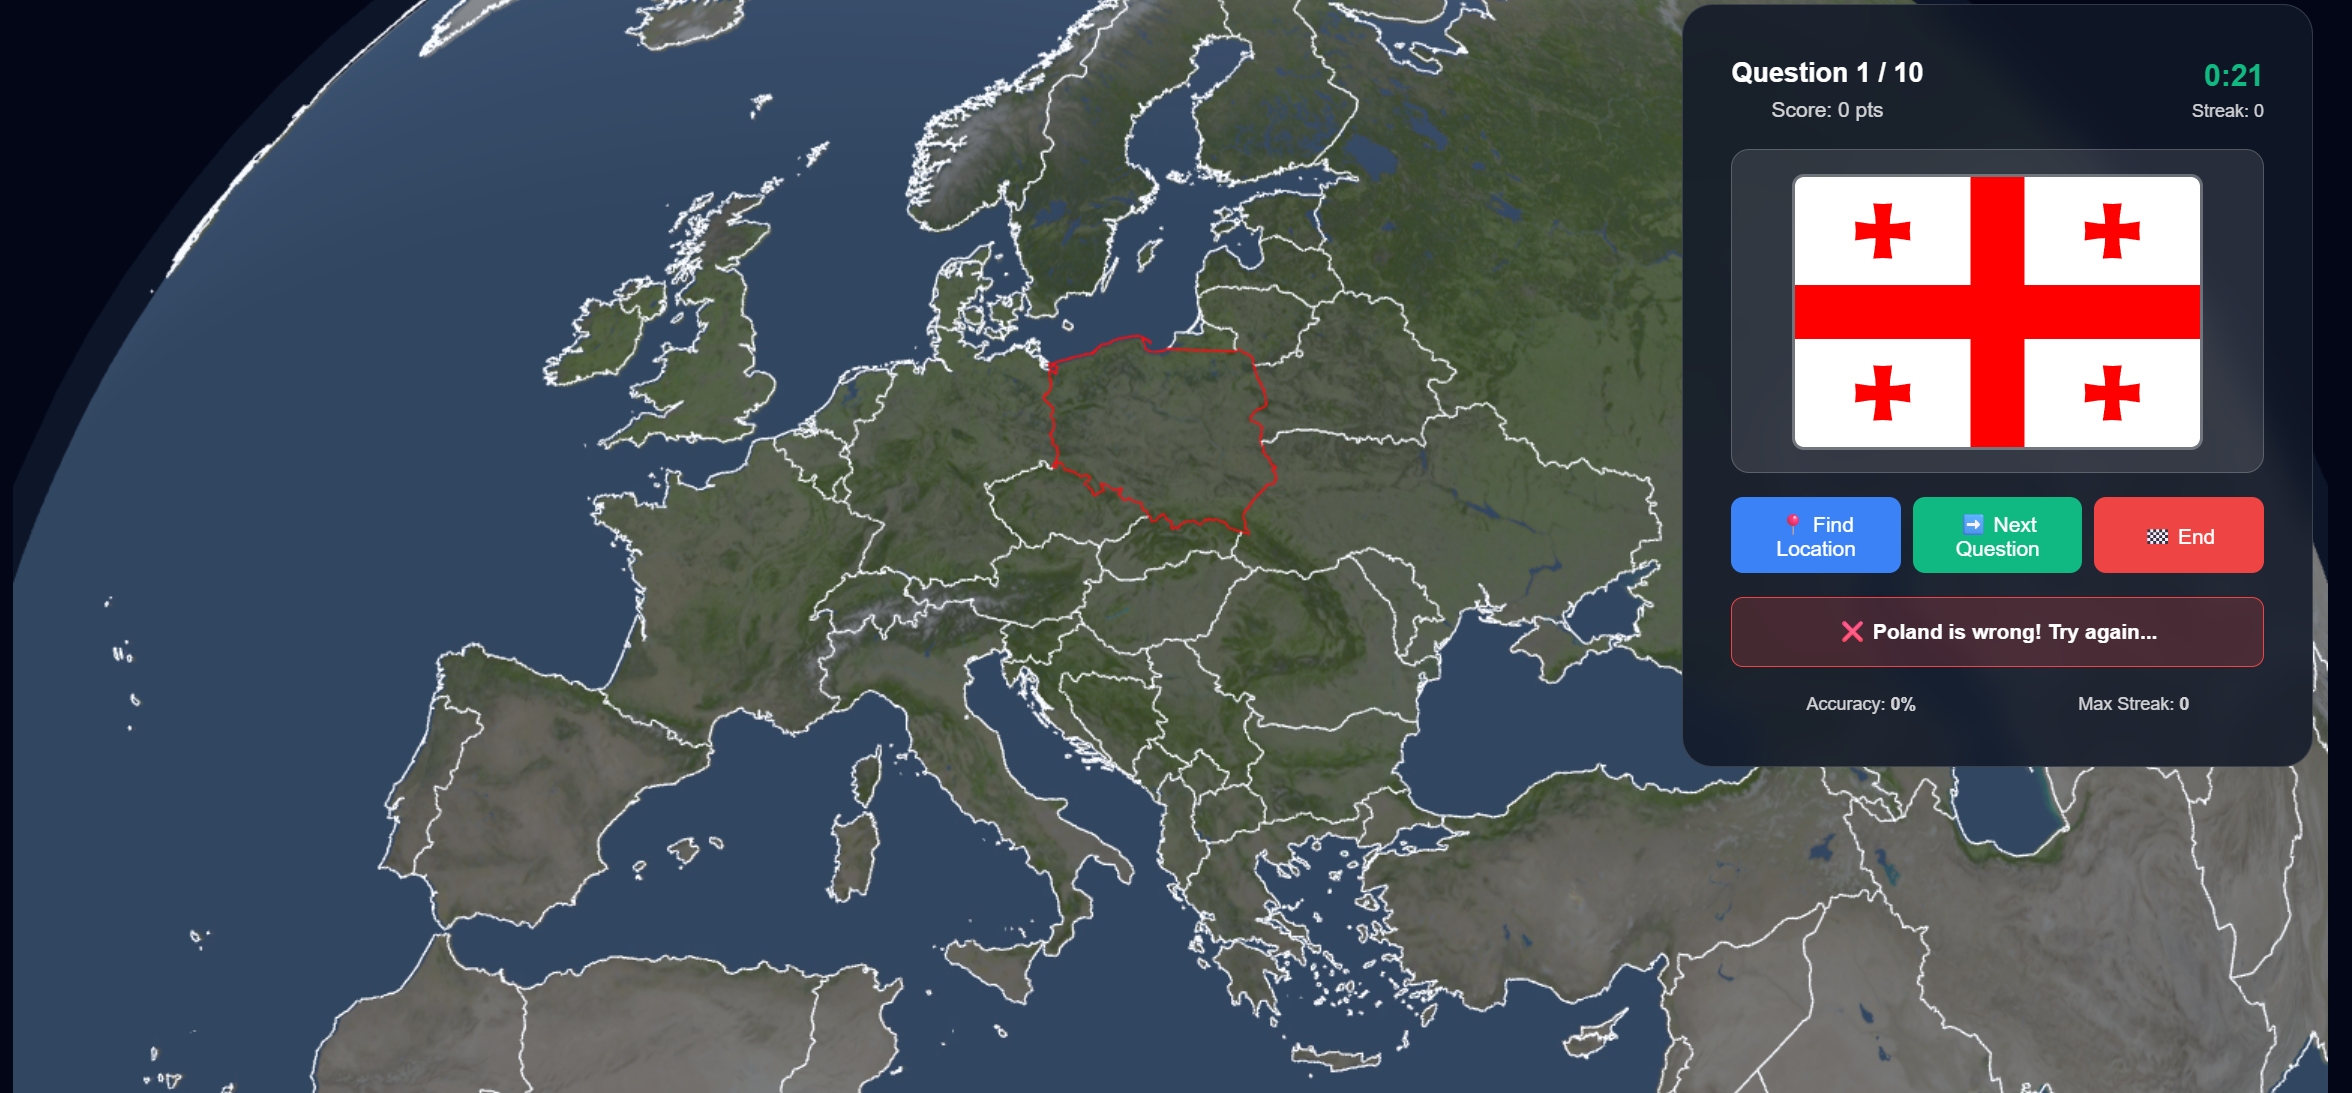 Question 1 / 10
0:21
Score: 0 pts
Streak: 0
📍 Find
Location
➡️ Next
Question
🏁 End
❌ Poland is wrong! Try again...
Accuracy: 0%
Max Streak: 0